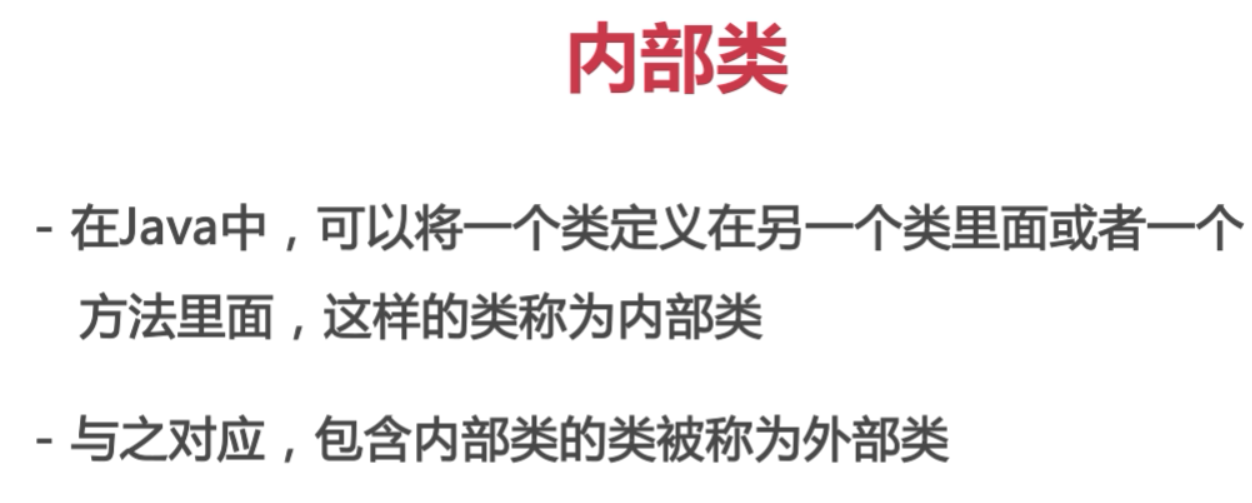 内部类
- 在Java中，可以将一个类定义在另一个类里面或者一个
方法里面，这样的类称为内部类
- 与之对应，包含内部类的类被称为外部类